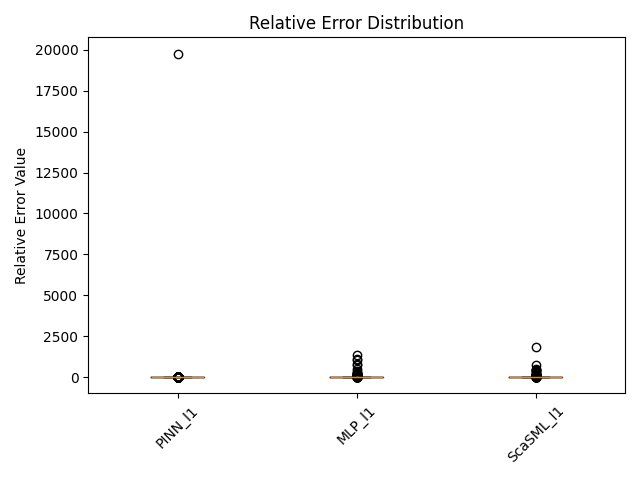 Relative Error Distribution
Relative Error Value
20000
17500
15000
12500
10000
7500
5000
2500
0
PINN_l1
MLP_l1
ScaSML_l1